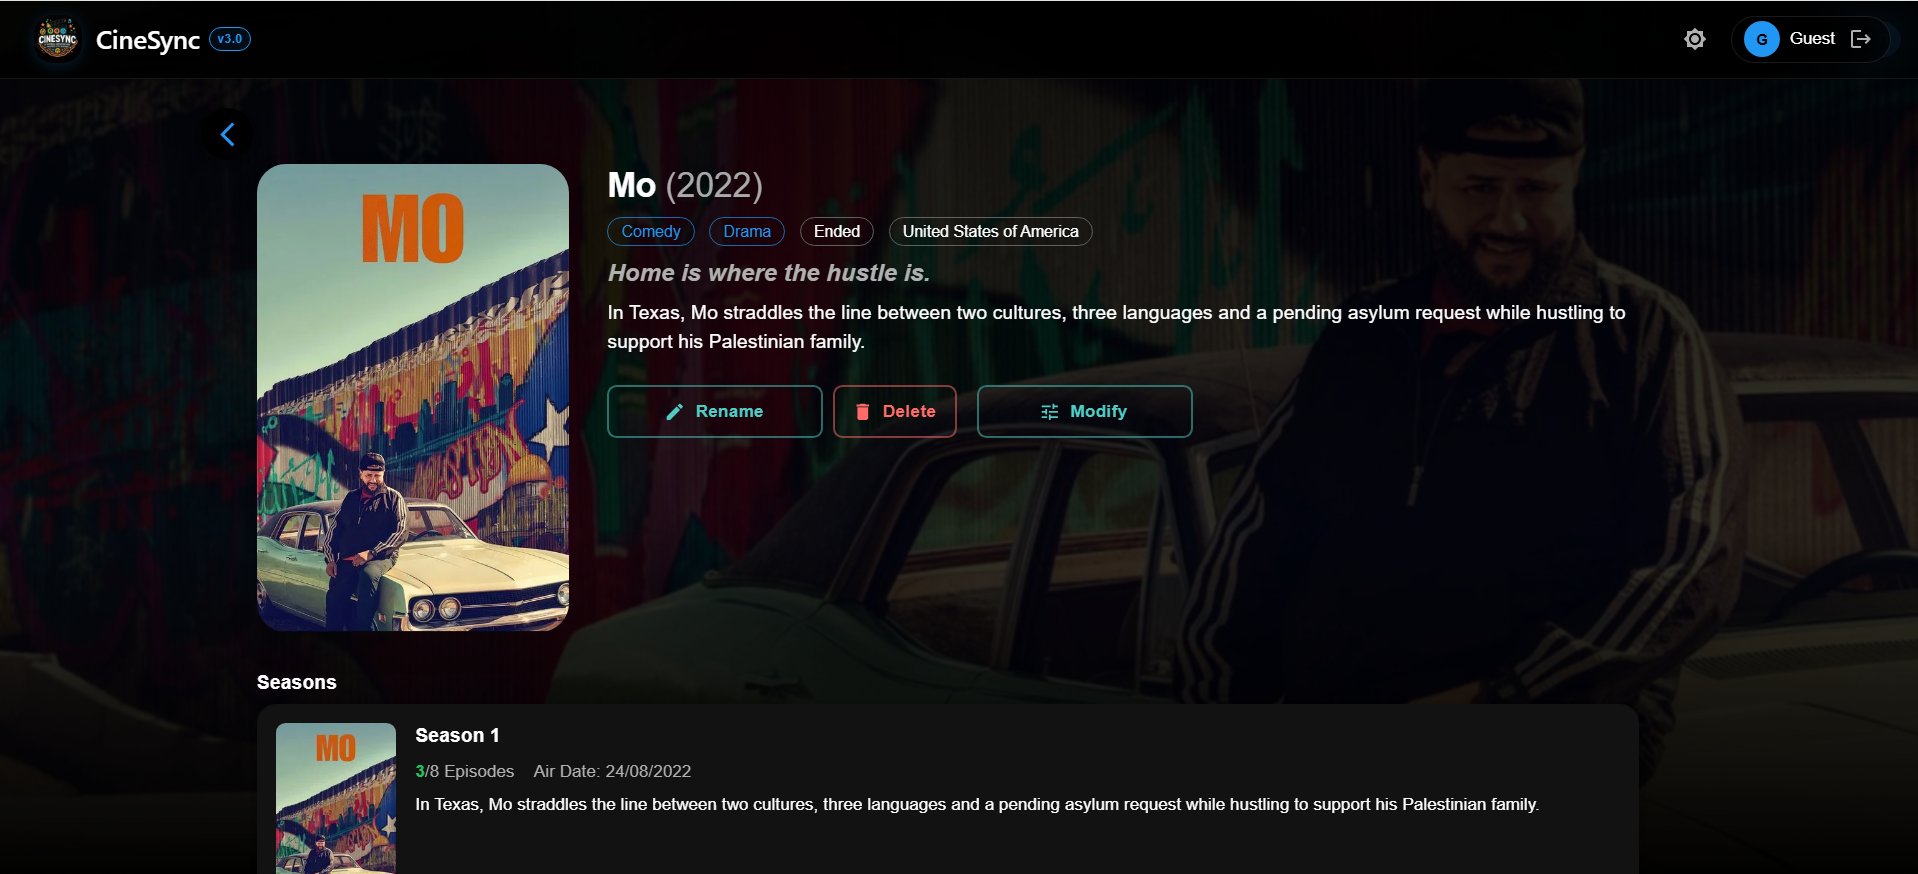 CINESYNC
CineSync
v3.0
G
Guest
MO
Mo (2022)
Comedy
Drama
Ended
United States of America
Home is where the hustle is.
In Texas, Mo straddles the line between two cultures, three languages and a pending asylum request while hustling to
support his Palestinian family.
Rename
Delete
Modify
HOUSTON
Seasons
MO
Season 1
3/8 Episodes
Air Date: 24/08/2022
In Texas, Mo straddles the line between two cultures, three languages and a pending asylum request while hustling to support his Palestinian family.